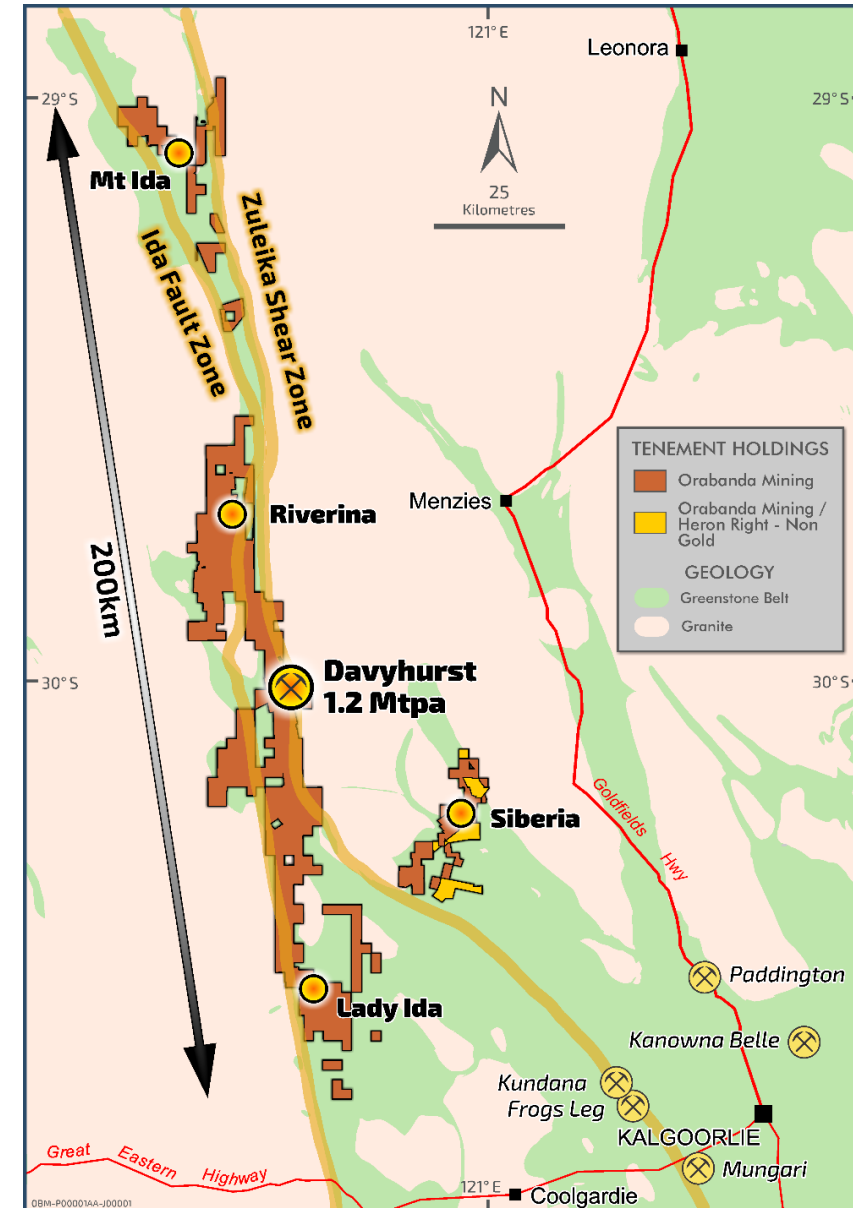 121°E
Leonora
29°S
29°S
N
25
Kilometres
Mt Ida
Zuleika Shear Zone
Ida Fault Zone
TENEMENT HOLDINGS
Orabanda Mining
Orabanda Mining /
Heron Right - Non
Gold
GEOLOGY
Greenstone Belt
Granite
Menzies
Riverina
200km
30°S
30°S
Davyhurst
1.2 Mtpa
Goldfields Hwy
Siberia
Paddington
Lady Ida
Kanowna Belle
Kundana
Frogs Leg
KALGOORLIE
Mungari
Great Eastern Highway
121°E
Coolgardie
OBM-P00001AA-J00001